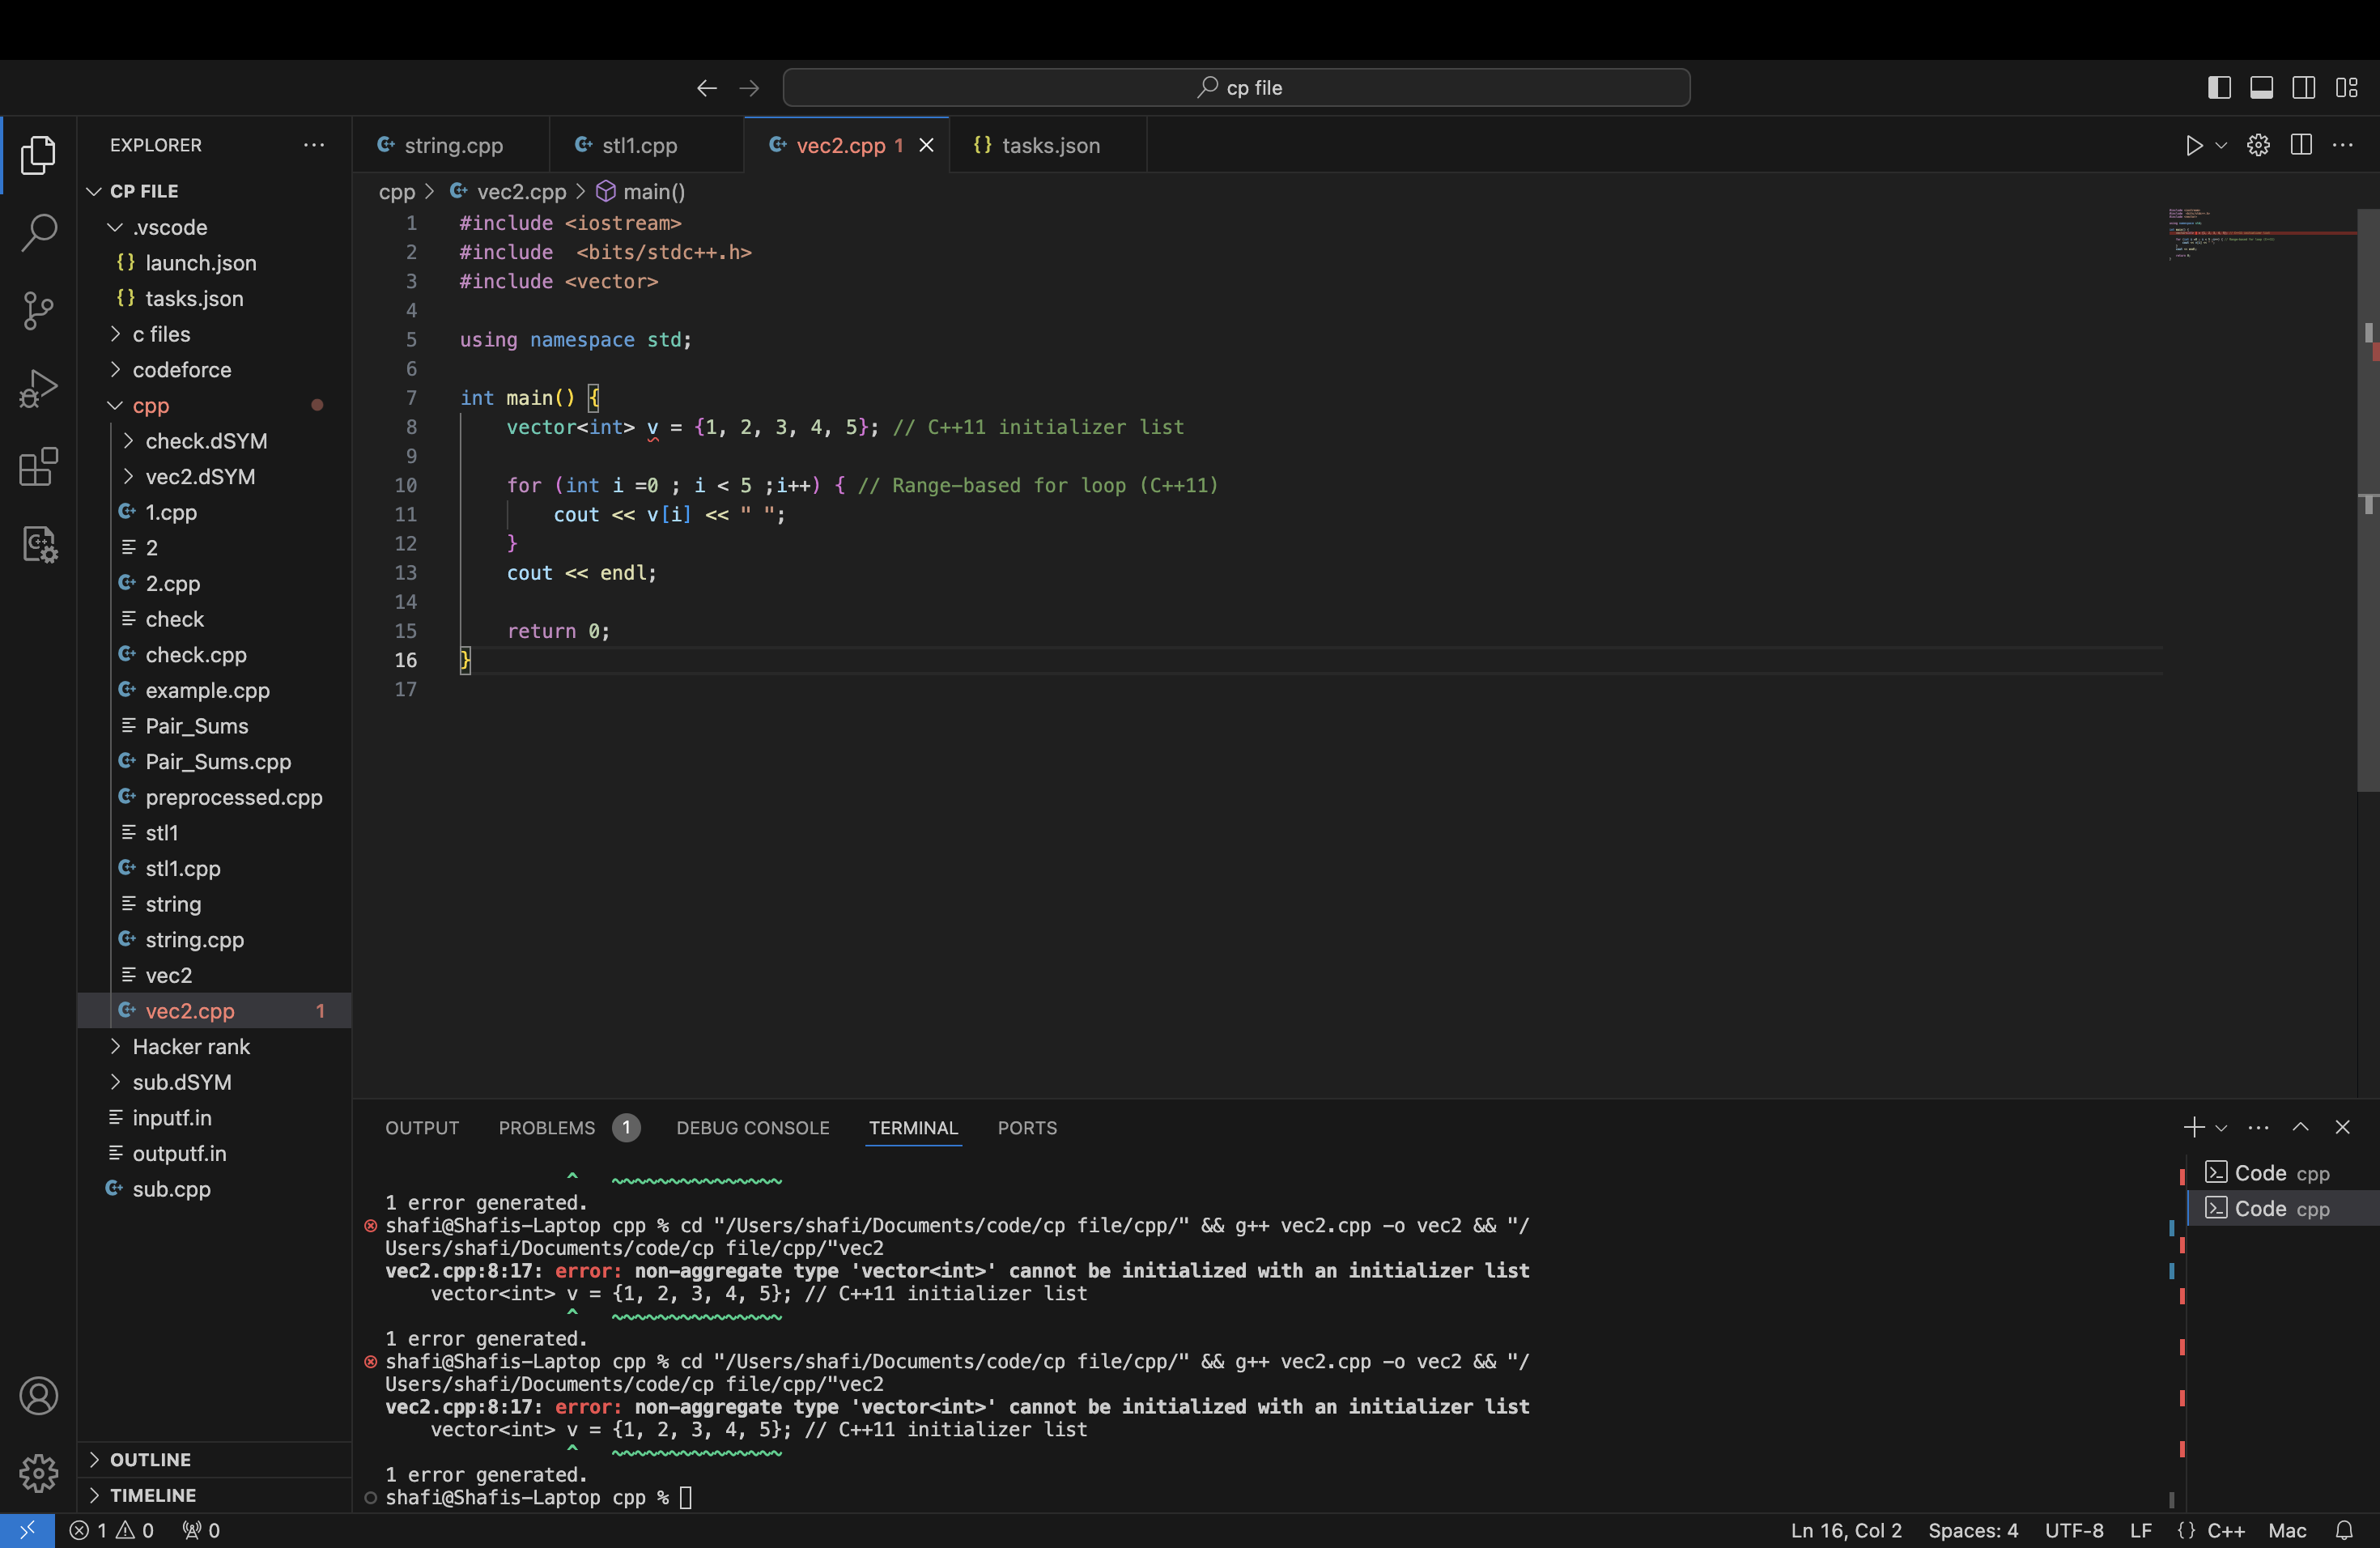 cp file
EXPLORER
string.cpp
stl1.cpp
vec2.cpp 1
tasks.json
CP FILE
.vscode
launch.json
tasks.json
c files
codeforce
cpp
check.dSYM
vec2.dSYM
1.cpp
2
2.cpp
check
check.cpp
example.cpp
Pair_Sums
Pair_Sums.cpp
preprocessed.cpp
stl1
stl1.cpp
string
string.cpp
vec2
vec2.cpp 1
Hacker rank
sub.dSYM
inputf.in
outputf.in
sub.cpp
OUTLINE
TIMELINE
cpp > vec2.cpp > main()
1 #include <iostream>
2 #include  <bits/stdc++.h>
3 #include <vector>
4
5 using namespace std;
6
7 int main() {
8     vector<int> v = {1, 2, 3, 4, 5}; // C++11 initializer list
9
10     for (int i =0 ; i < 5 ;i++) { // Range-based for loop (C++11)
11         cout << v[i] << " ";
12     }
13     cout << endl;
14
15     return 0;
16 }
17
OUTPUT PROBLEMS 1 DEBUG CONSOLE TERMINAL PORTS
^ ~~~~~~~~~~~~~~~
1 error generated.
shafi@Shafis-Laptop cpp % cd "/Users/shafi/Documents/code/cp file/cpp/" && g++ vec2.cpp -o vec2 && "/
Users/shafi/Documents/code/cp file/cpp/"vec2
vec2.cpp:8:17: error: non-aggregate type 'vector<int>' cannot be initialized with an initializer list
    vector<int> v = {1, 2, 3, 4, 5}; // C++11 initializer list
^ ~~~~~~~~~~~~~~~
1 error generated.
shafi@Shafis-Laptop cpp % cd "/Users/shafi/Documents/code/cp file/cpp/" && g++ vec2.cpp -o vec2 && "/
Users/shafi/Documents/code/cp file/cpp/"vec2
vec2.cpp:8:17: error: non-aggregate type 'vector<int>' cannot be initialized with an initializer list
    vector<int> v = {1, 2, 3, 4, 5}; // C++11 initializer list
^ ~~~~~~~~~~~~~~~
1 error generated.
shafi@Shafis-Laptop cpp %
Code cpp
Code cpp
1 0 0
Ln 16, Col 2 Spaces: 4 UTF-8 LF {} C++ Mac